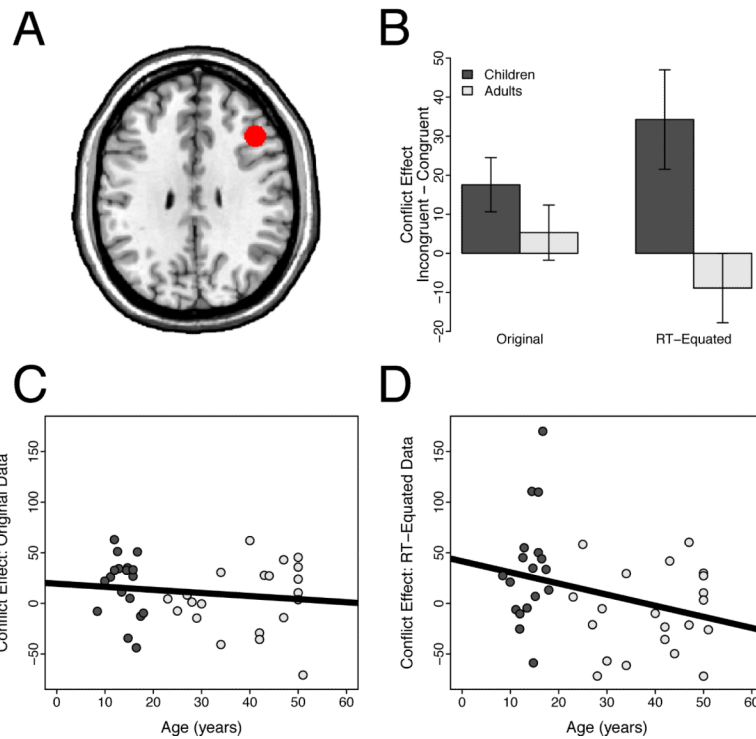 A
B
Conflict Effect
Incongruent − Congruent
50
40
30
20
10
0
−10
−20
Children
Adults
Original
RT−Equated
C
D
Conflict Effect: Original Data
150
100
50
0
−50
0 10 20 30 40 50 60
Age (years)
Conflict Effect: RT−Equated Data
150
100
50
0
−50
0 10 20 30 40 50 60
Age (years)